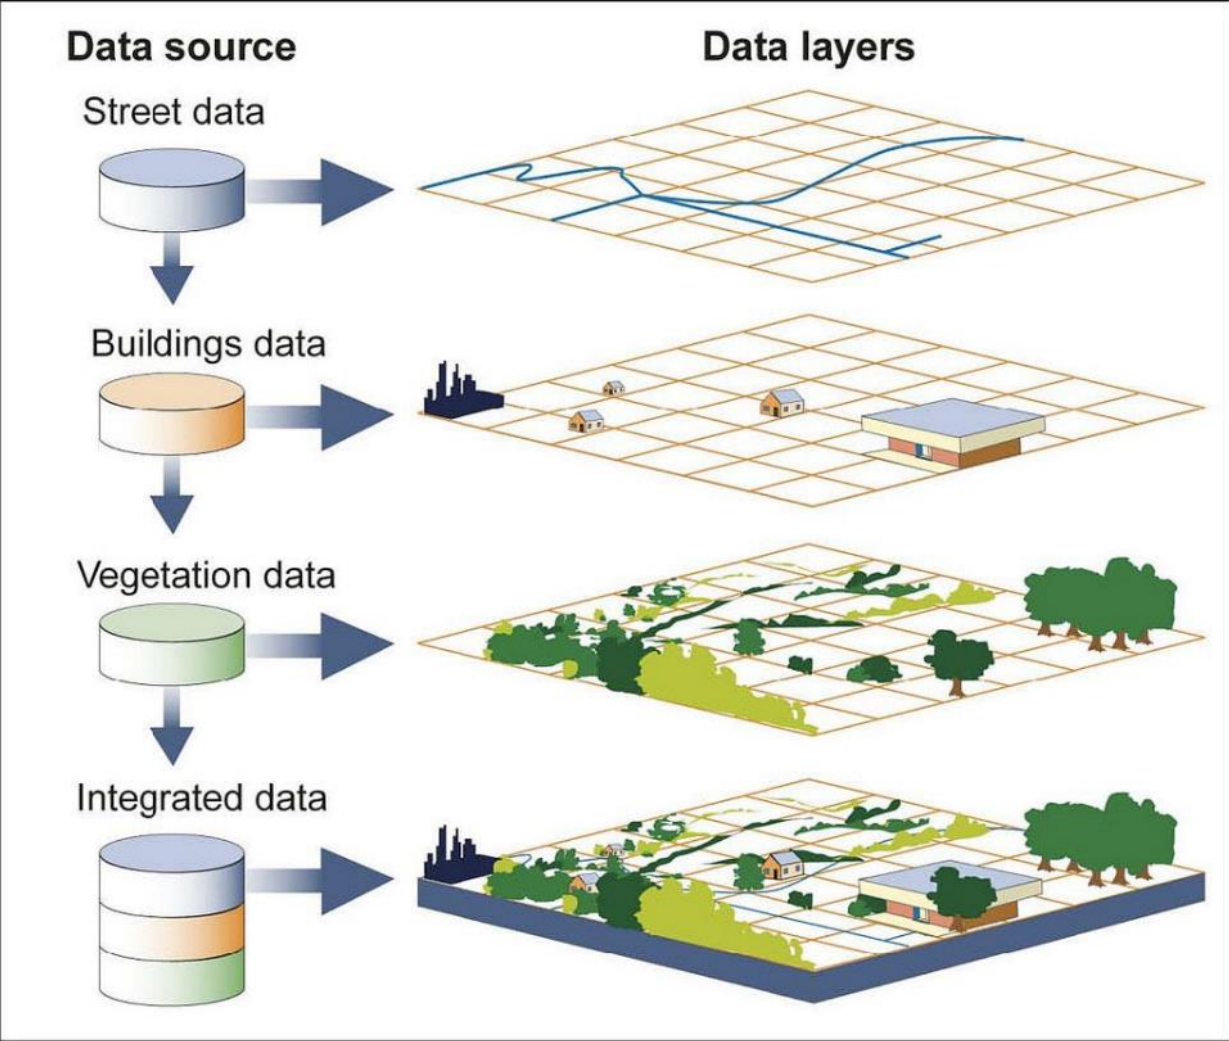 Data source
Data layers
Street data
Buildings data
Vegetation data
Integrated data